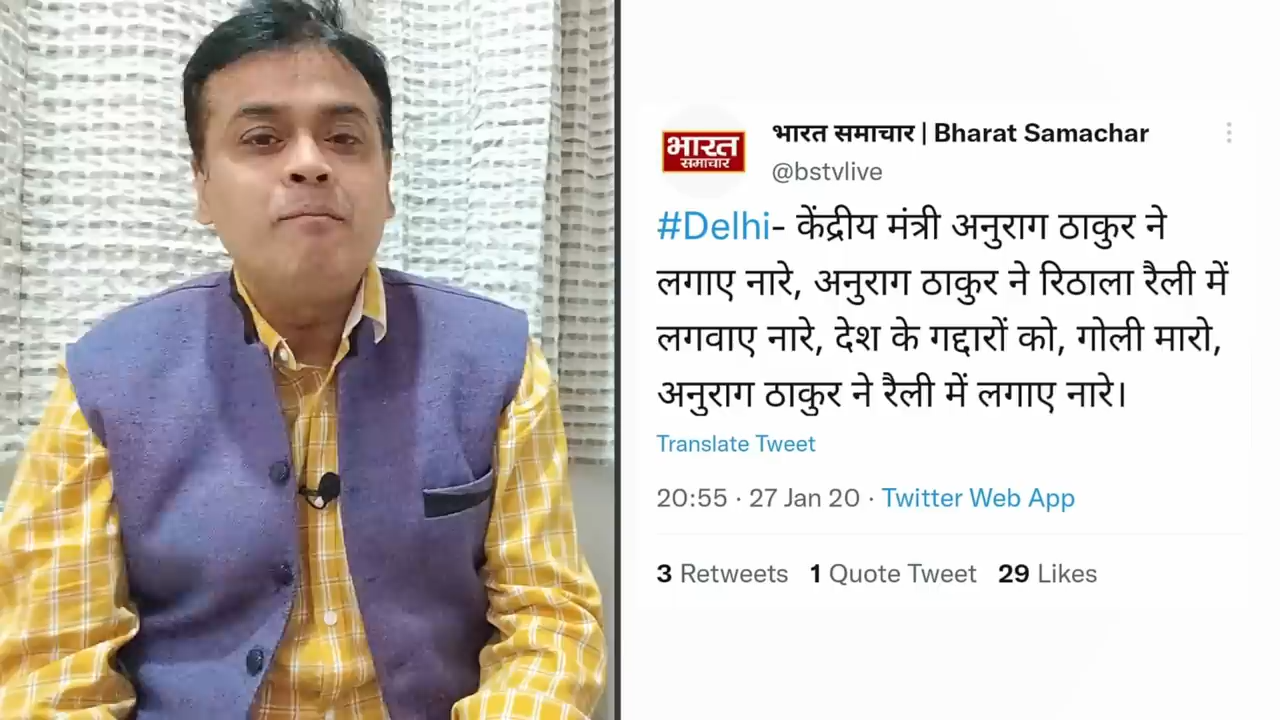 भारत
समाचार
भारत समाचार | Bharat Samachar
@bstvlive
#Delhi- केंद्रीय मंत्री अनुराग ठाकुर ने
लगाए नारे, अनुराग ठाकुर ने रिठाला रैली में
लगवाए नारे, देश के गद्दारों को, गोली मारो,
अनुराग ठाकुर ने रैली में लगाए नारे।
Translate Tweet
20:55 · 27 Jan 20 · Twitter Web App
3 Retweets 1 Quote Tweet 29 Likes